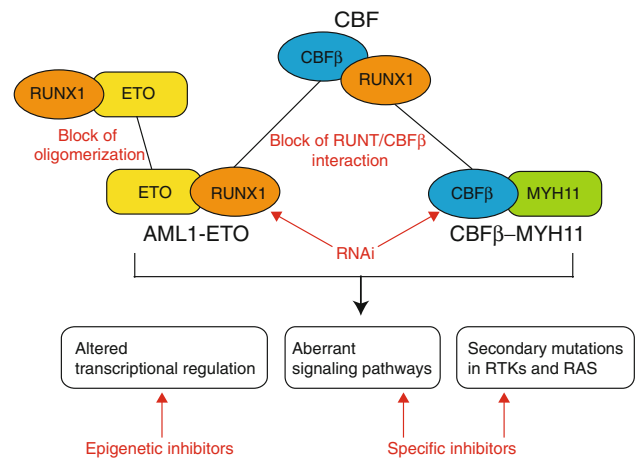 CBF
CBFβ
RUNX1
RUNX1
ETO
Block of
oligomerization
Block of RUNT/CBFβ
interaction
ETO
RUNX1
CBFβ
MYH11
AML1-ETO
RNAi
CBFβ–MYH11
Altered
transcriptional regulation
Aberrant
signaling pathways
Secondary mutations
in RTKs and RAS
Epigenetic inhibitors
Specific inhibitors